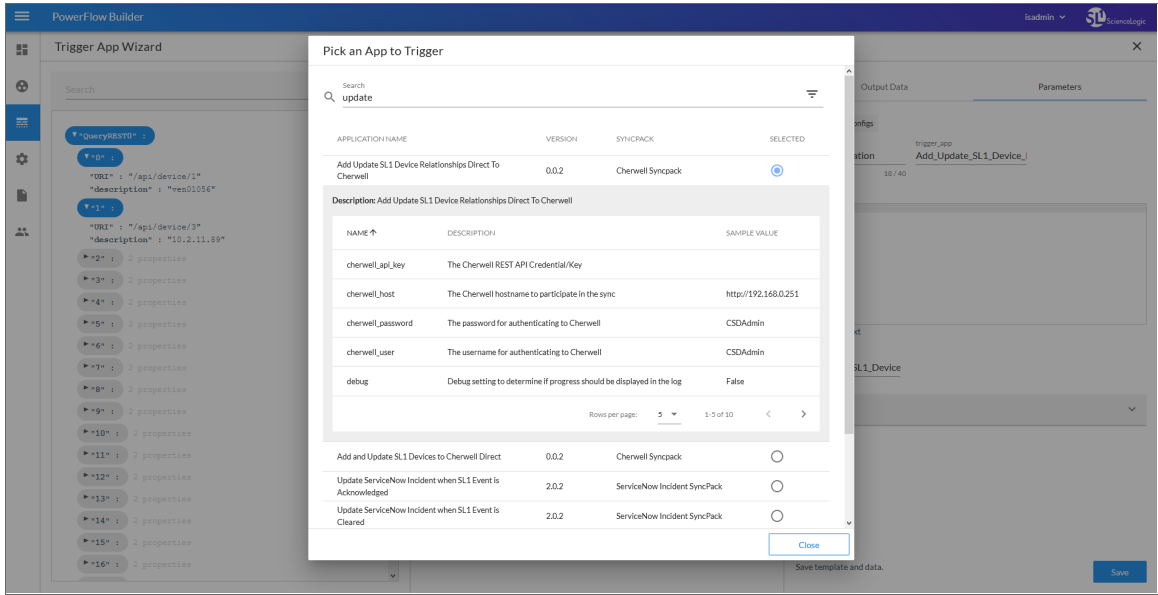 PowerFlow Builder
isadmin
SL1 ScienceLogic
Trigger App Wizard
Search
"QueryREST0" :
"0" :
"URI" : "/api/device/1"
"description" : "ven01056"
"1" :
"URI" : "/api/device/3"
"description" : "10.2.11.89"
"2" : 2 properties
"3" : 2 properties
"4" : 2 properties
"5" : 2 properties
"6" : 2 properties
"7" : 2 properties
"8" : 2 properties
"9" : 2 properties
"10" : 2 properties
"11" : 2 properties
"12" : 2 properties
"13" : 2 properties
"14" : 2 properties
"15" : 2 properties
"16" : 2 properties
Pick an App to Trigger
Search
update
APPLICATION NAME VERSION SYNCPACK SELECTED
Add Update SL1 Device Relationships Direct To
Cherwell 0.0.2 Cherwell Syncpack
Description: Add Update SL1 Device Relationships Direct To Cherwell
NAME DESCRIPTION SAMPLE VALUE
cherwell_api_key The Cherwell REST API Credential/Key
cherwell_host The Cherwell hostname to participate in the sync http://192.168.0.251
cherwell_password The password for authenticating to Cherwell CSDAdmin
cherwell_user The username for authenticating to Cherwell CSDAdmin
debug Debug setting to determine if progress should be displayed in the log False
Rows per page: 5 1-5 of 10
Add and Update SL1 Devices to Cherwell Direct 0.0.2 Cherwell Syncpack
Update ServiceNow Incident when SL1 Event is
Acknowledged 2.0.2 ServiceNow Incident SyncPack
Update ServiceNow Incident when SL1 Event is
Cleared 2.0.2 ServiceNow Incident SyncPack
Close
Output Data Parameters
onfigs
trigger_app
ation Add_Update_SL1_Device_
18 / 40
xt
SL1_Device
Save template and data.
Save